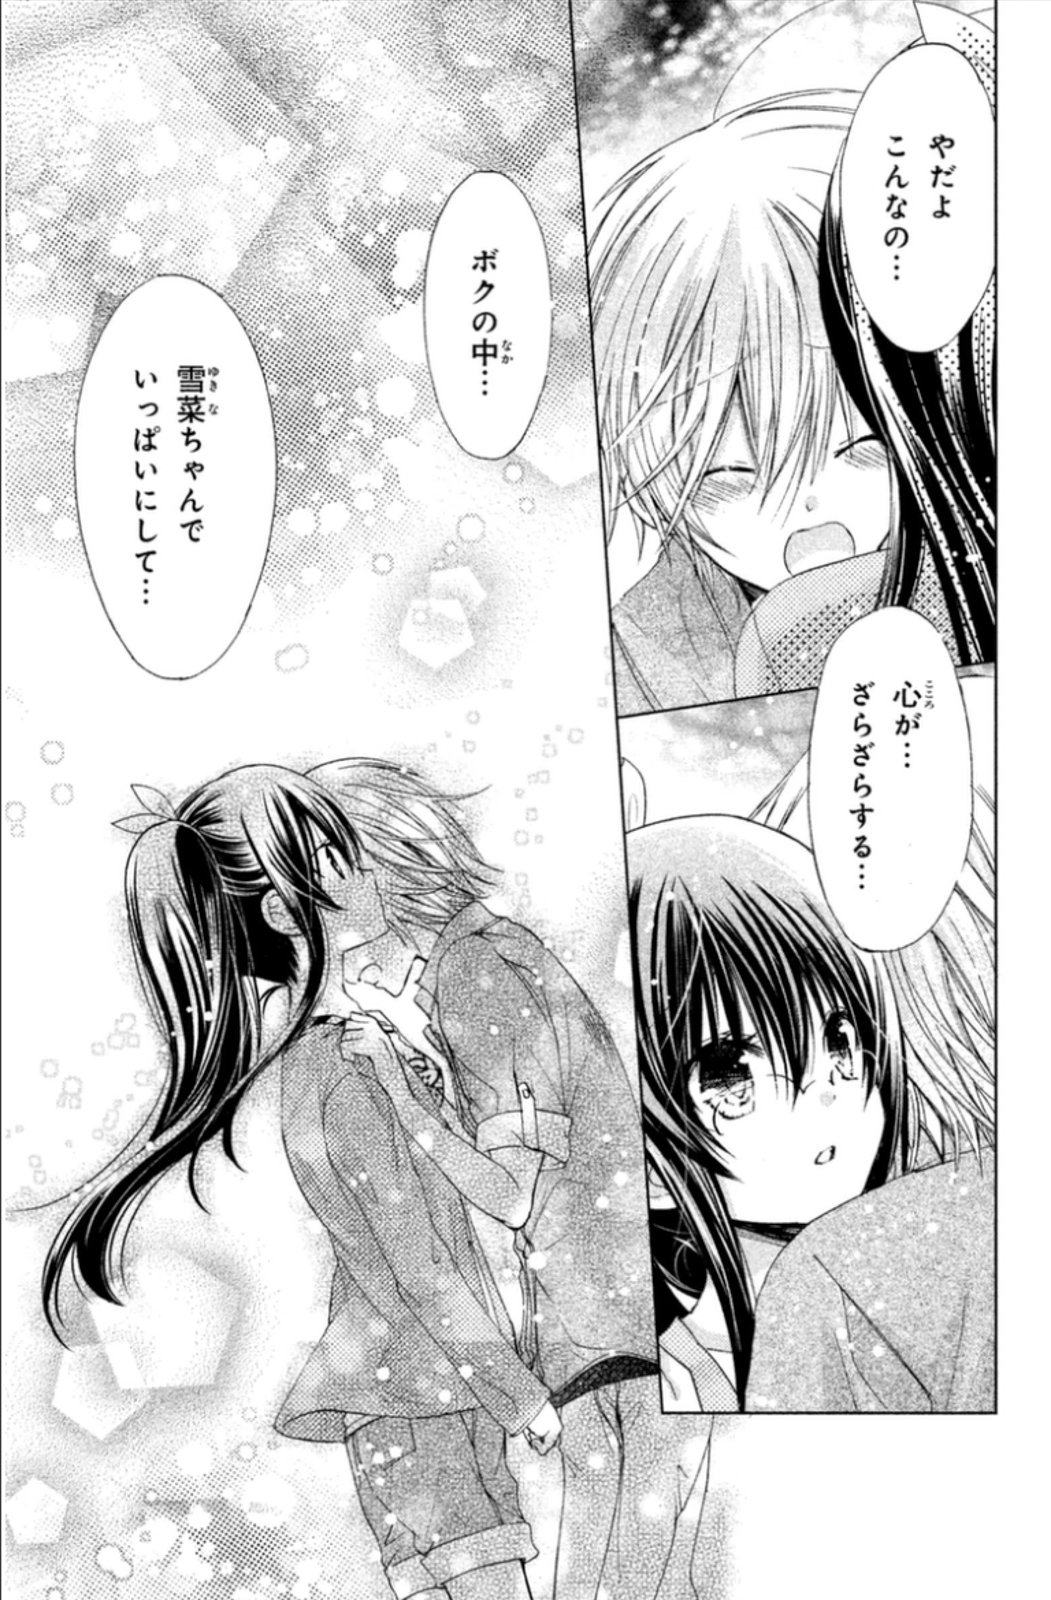 やだよ
こんなの…
心が…
ざらざらする…
ボクの中…
雪菜ちゃんで
いっぱいにして…